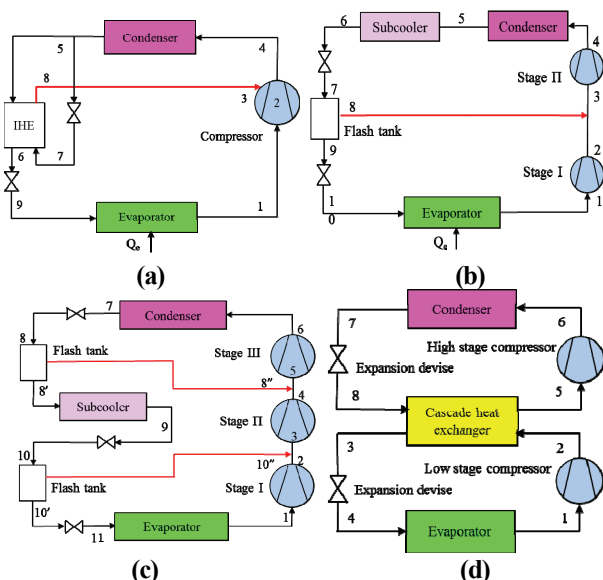 5
Condenser
4
8
3
2
IHE
Compressor
6
7
9
Evaporator
1
Qe
(a)
6
Subcooler
5
Condenser
4
Stage II
7
8
3
Flash tank
9
2
Stage I
1
0
Evaporator
1
Qe
(b)
7
Condenser
6
8
Flash tank
Stage III
5
8'
8"
4
Subcooler
9
Stage II
3
10
10"
2
Flash tank
Stage I
10'
11
Evaporator
1
(c)
Condenser
7
6
High stage compressor
Expansion devise
8
5
Cascade heat
exchanger
3
2
Low stage compressor
Expansion devise
4
1
Evaporator
(d)